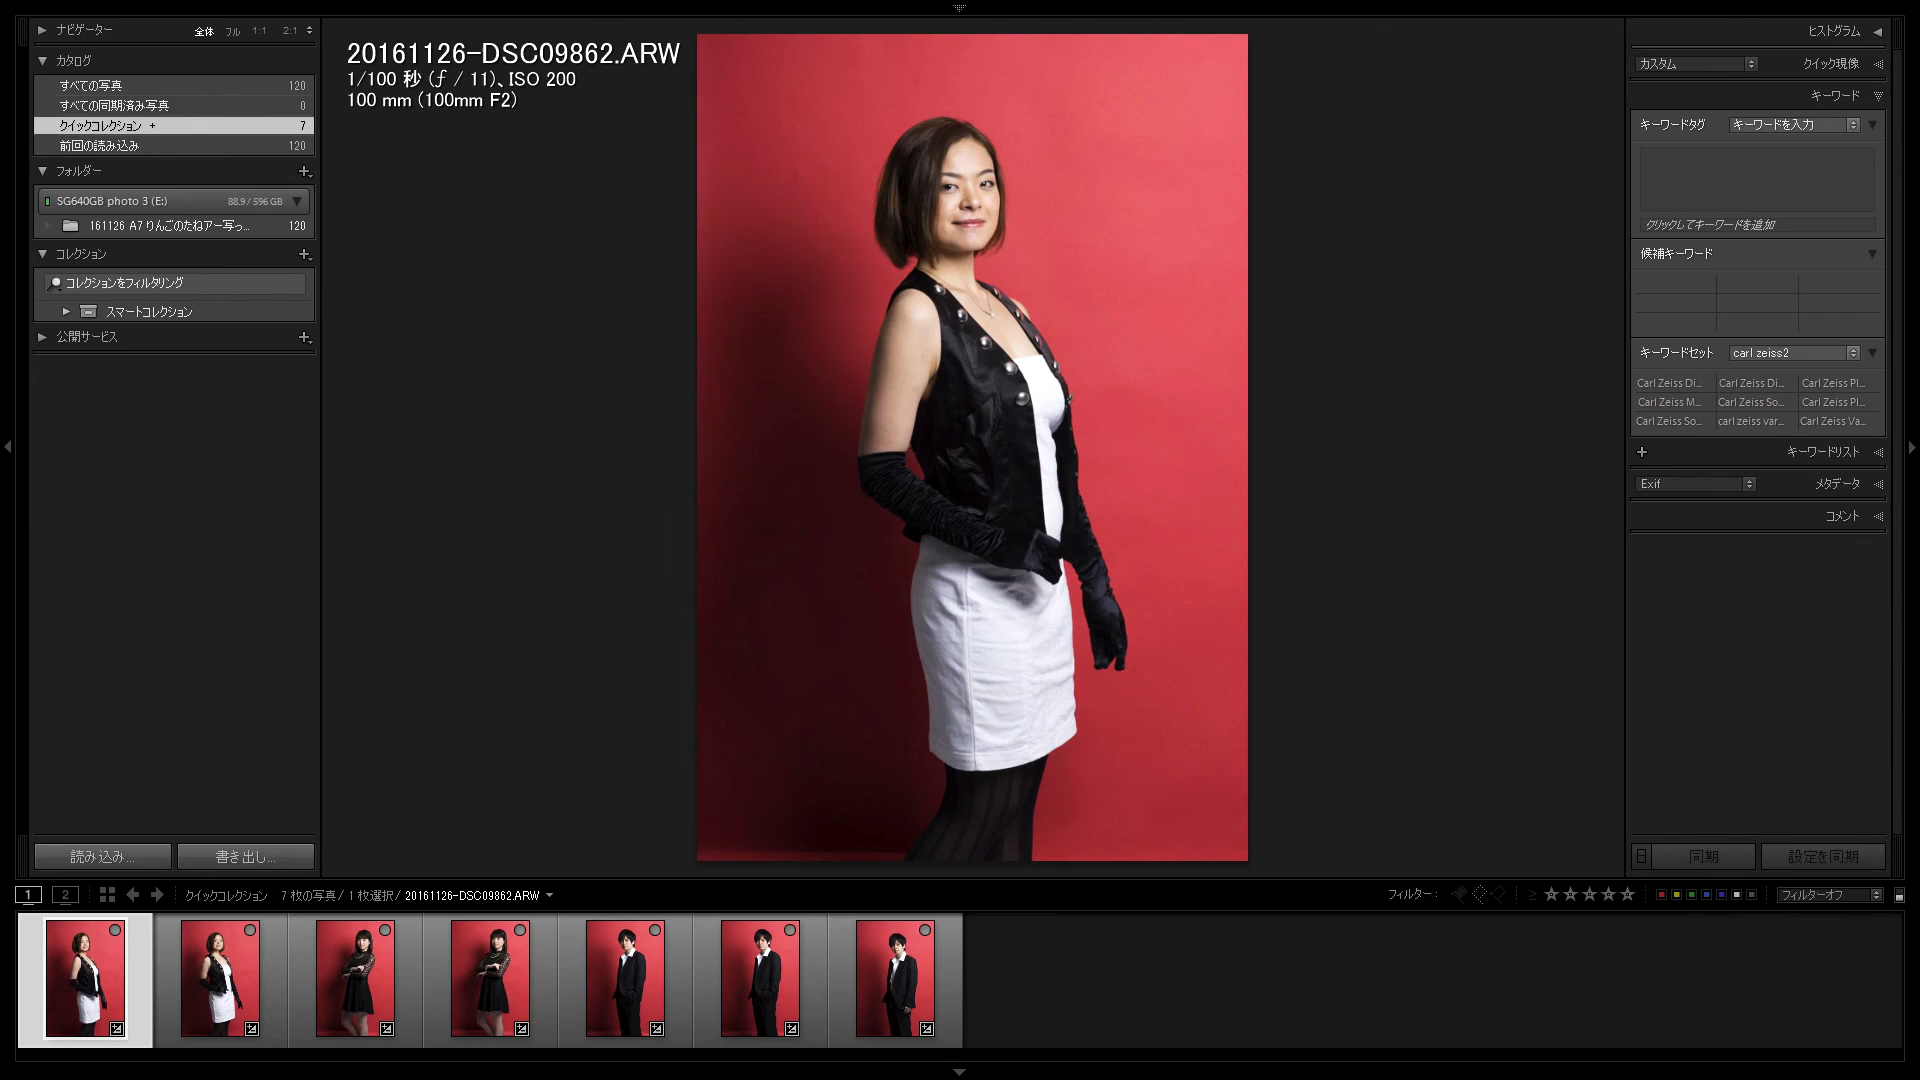 ナビゲーター 全体 フル 1:1 2:1
カタログ
すべての写真 120
すべての同期済み写真 0
クイックコレクション + 7
前回の読み込み 120
フォルダー
SG640GB photo 3 (E:) 88.9 / 596 GB
161126 A7 りんごのたねアー写っ... 120
コレクション
コレクションをフィルタリング
スマートコレクション
公開サービス
読み込み... 書き出し...
20161126-DSC09862.ARW
1/100 秒 (ƒ / 11)、ISO 200
100 mm (100mm F2)
ヒストグラム
カスタム クイック現像
キーワード
キーワードタグ キーワードを入力
クリックしてキーワードを追加
候補キーワード
キーワードセット carl zeiss2
Carl Zeiss Di... Carl Zeiss Di... Carl Zeiss Pl...
Carl Zeiss M... Carl Zeiss So... Carl Zeiss Pl...
Carl Zeiss So... carl zeiss var... Carl Zeiss Va...
キーワードリスト
Exif メタデータ
コメント
同期 設定を同期
1 2 クイックコレクション 7 枚の写真 / 1 枚選択 / 20161126-DSC09862.ARW フィルター : フィルターオフ